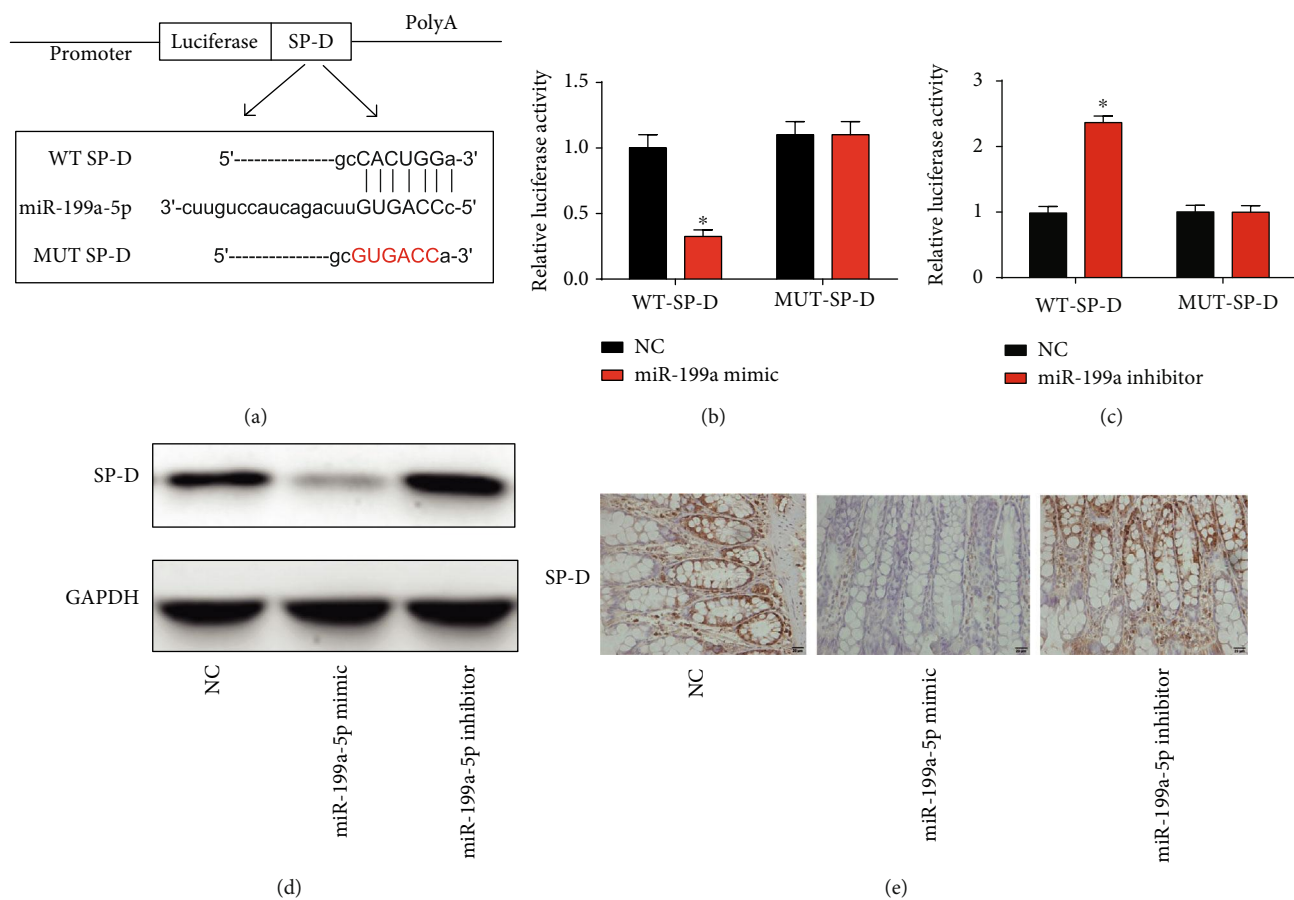 Promoter
Luciferase
SP-D
PolyA
WT SP-D 5'---------------gcCACUGGa-3'
miR-199a-5p 3'-cuuguccaucagacuuGUGACCc-5'
MUT SP-D 5'---------------gcGUGACCa-3'
(a)
Relative luciferase activity
1.5
1.0
0.5
0.0
*
WT-SP-D MUT-SP-D
NC
miR-199a mimic
(b)
Relative luciferase activity
3
2
1
0
*
WT-SP-D MUT-SP-D
NC
miR-199a inhibitor
(c)
SP-D
GAPDH
NC
miR-199a-5p mimic
miR-199a-5p inhibitor
(d)
SP-D
NC
miR-199a-5p mimic
miR-199a-5p inhibitor
(e)